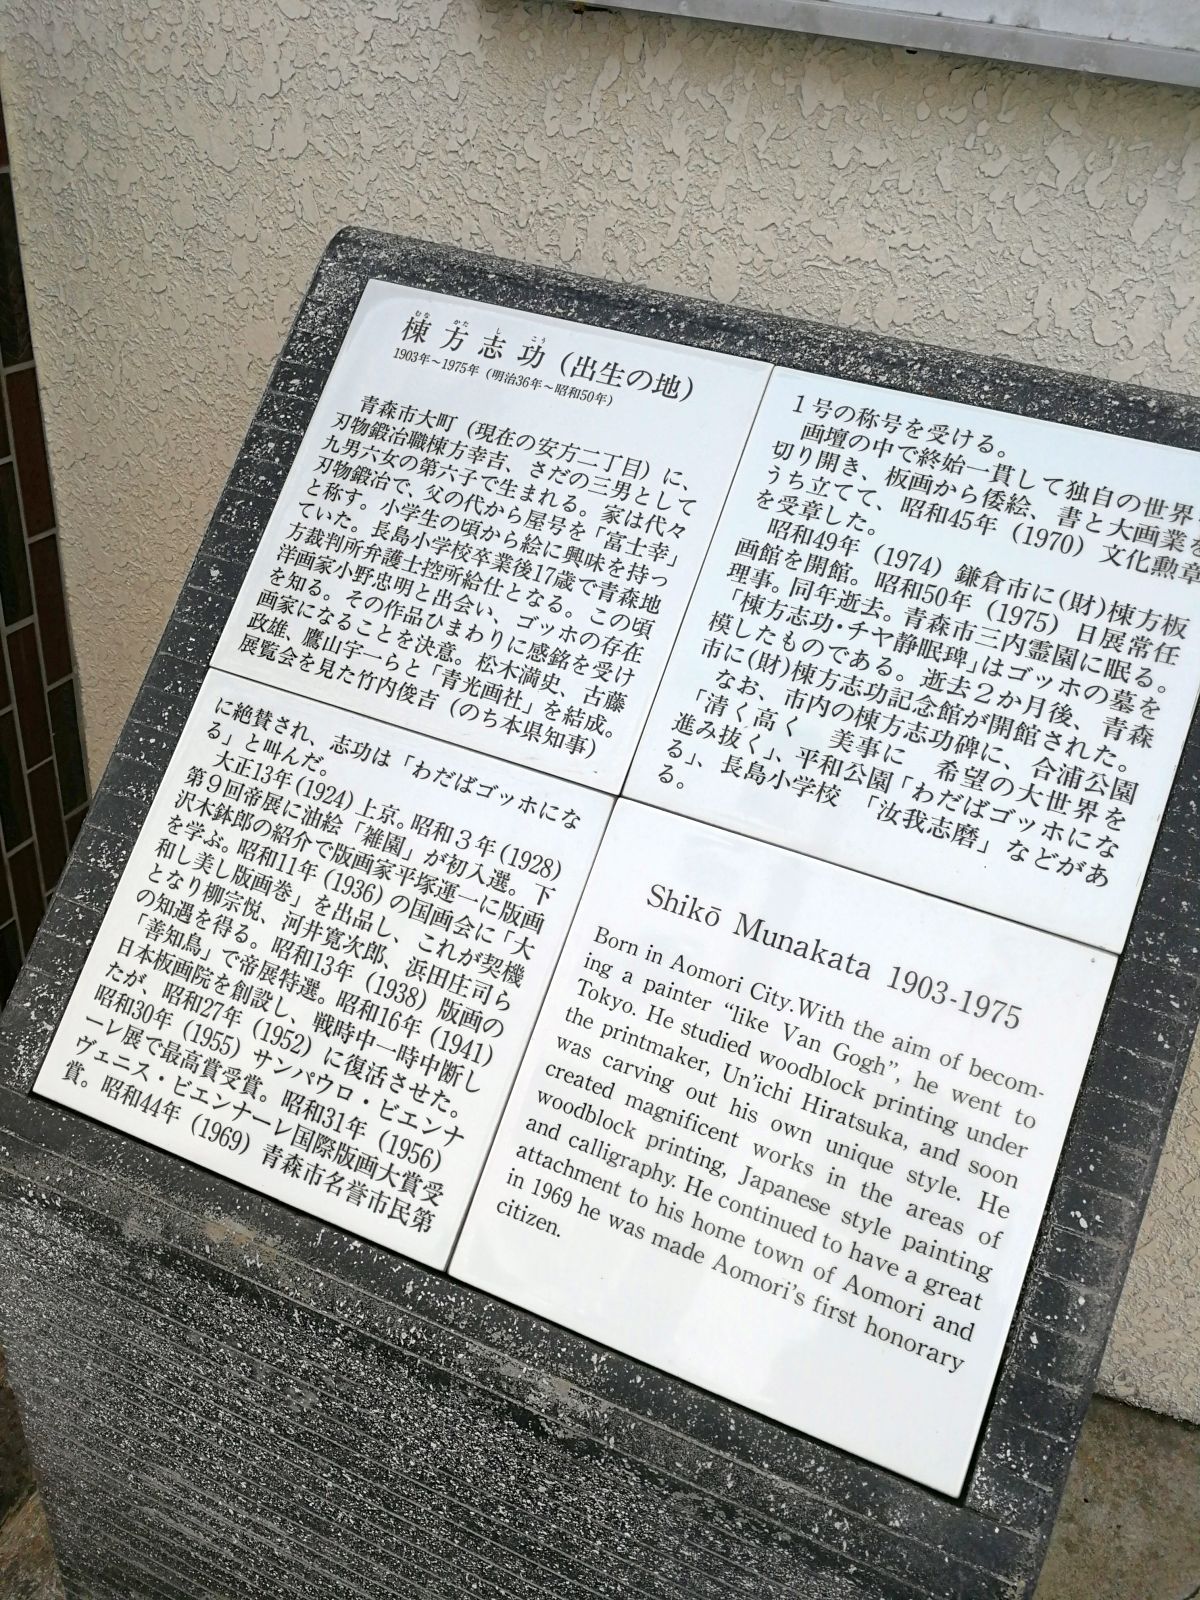 むな かた し こう
棟方志功(出生の地)
1903年~1975年(明治36年~昭和50年)
青森市大町(現在の安方二丁目)に、
刃物鍛冶職棟方幸吉、さだの三男として
九男六女の第六子で生まれる。家は代々
刃物鍛冶で、父の代から屋号を「富士幸」
と称す。小学生の頃から絵に興味を持っ
ていた。長島小学校卒業後17歳で青森地
方裁判所弁護士控所給仕となる。この頃
洋画家小野忠明と出会い、ゴッホの存在
を知る。その作品ひまわりに感銘を受け
画家になることを決意。松木満史、古藤
政雄、鷹山宇一らと「青光画社」を結成。
展覧会を見た竹内俊吉(のち本県知事)
に絶賛され、志功は「わだばゴッホにな
る」と叫んだ。
大正13年(1924)上京。昭和3年(1928)
第9回帝展に油絵「雑園」が初入選。下
沢木鉢郎の紹介で版画家平塚運一に版画
を学ぶ。昭和11年(1936)の国画会に「大
和し美し版画巻」を出品し、これが契機
となり柳宗悦、河井寛次郎、浜田庄司ら
の知遇を得る。昭和13年(1938)版画の
「善知鳥」で帝展特選。昭和16年(1941)
日本板画院を創設し、戦時中一時中断し
たが、昭和27年(1952)に復活させた。
昭和30年(1955)サンパウロ・ビエンナ
ーレ展で最高賞受賞。昭和31年(1956)
ヴェニス・ビエンナーレ国際版画大賞受
賞。昭和44年(1969)青森市名誉市民第
1号の称号を受ける。
画壇の中で終始一貫して独自の世界
切り開き、板画から倭絵、書と大画業を
うち立てて、昭和45年(1970)文化勲章
を受章した。
昭和49年(1974)鎌倉市に(財)棟方板
画館を開館。昭和50年(1975)日展常任
理事。同年逝去。青森市三内霊園に眠る。
「棟方志功・チヤ静眠碑」はゴッホの墓を
模したものである。逝去2か月後、青森
市に(財)棟方志功記念館が開館された。
なお、市内の棟方志功碑に、合浦公園
「清く高く 美事に 希望の大世界を
進み抜く」、平和公園「わだばゴッホにな
る」、長島小学校 「汝我志磨」などがあ
る。
Shikō Munakata 1903-1975
Born in Aomori City.With the aim of becom-
ing a painter “like Van Gogh”, he went to
Tokyo. He studied woodblock printing under
the printmaker, Un'ichi Hiratsuka, and soon
was carving out his own unique style. He
created magnificent works in the areas of
woodblock printing, Japanese style painting
and calligraphy. He continued to have a great
attachment to his home town of Aomori and
in 1969 he was made Aomori's first honorary
citizen.